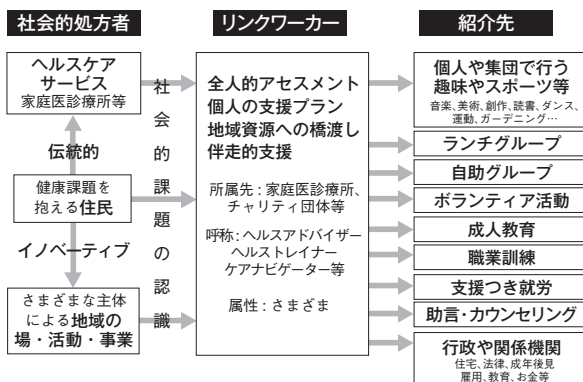 社会的処方者
ヘルスケア
サービス
家庭医診療所等
伝統的
健康課題を
抱える住民
イノベーティブ
さまざまな主体
による地域の
場・活動・事業
社会的課題の認識
リンクワーカー
全人的アセスメント
個人の支援プラン
地域資源への橋渡し
伴走的支援
所属先：家庭医診療所、
チャリティ団体等
呼称：ヘルスアドバイザー
ヘルストレイナー
ケアナビゲーター等
属性：さまざま
紹介先
個人や集団で行う
趣味やスポーツ等
音楽、美術、創作、読書、ダンス、
運動、ガーデニング…
ランチグループ
自助グループ
ボランティア活動
成人教育
職業訓練
支援つき就労
助言・カウンセリング
行政や関係機関
住宅、法律、成年後見
雇用、教育、お金等